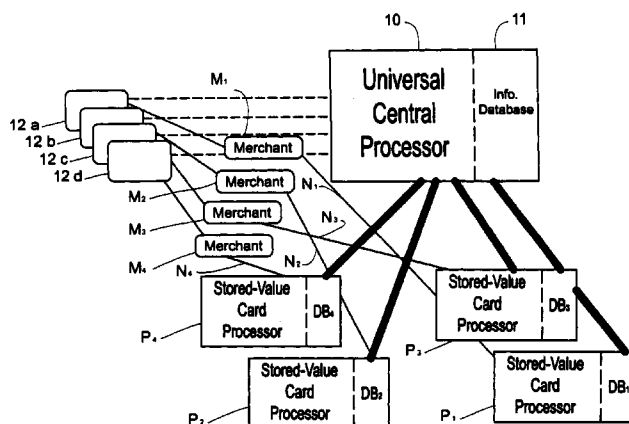 10
11
M₁
Universal
Central
Processor
Info.
Database
12 a
12 b
12 c
12 d
Merchant
M₂
Merchant
N₁
M₃
Merchant
N₃
M₄
Merchant
N₂
N₄
Stored-Value
Card
Processor
DB₄
P₄
Stored-Value
Card
Processor
DB₃
P₃
Stored-Value
Card
Processor
DB₂
P₂
Stored-Value
Card
Processor
DB₁
P₁